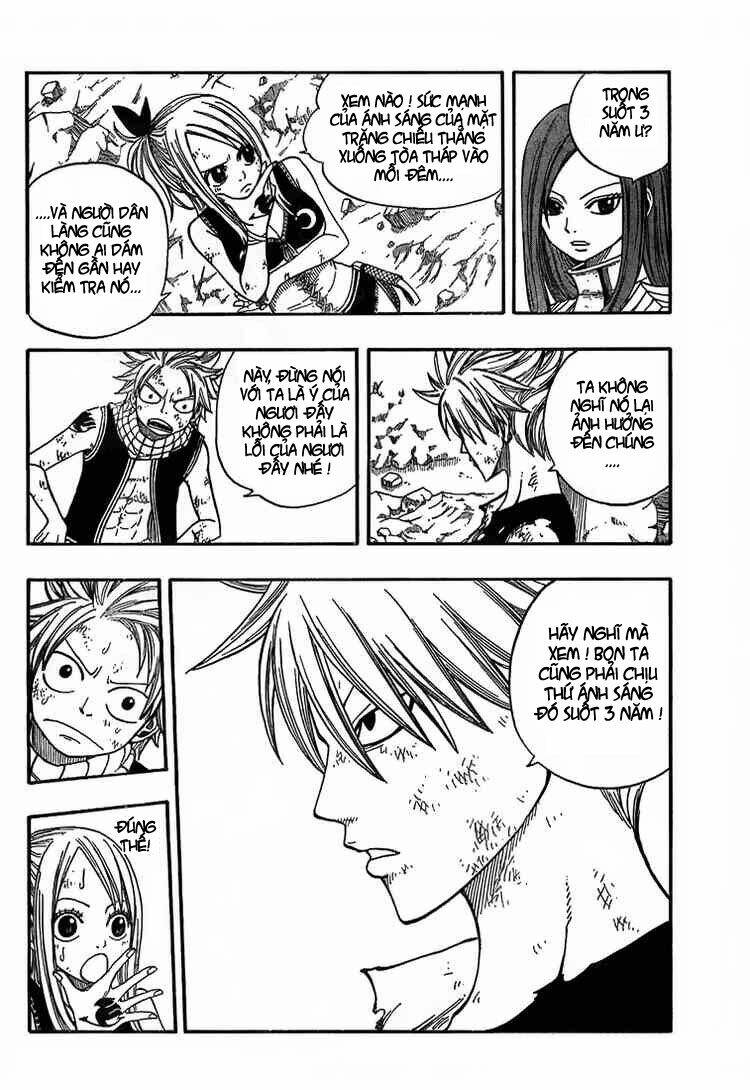 TRONG
SUỐT 3
NĂM Ư?
XEM NÀO ! SỨC MẠNH
CỦA ÁNH SÁNG CỦA MẶT
TRĂNG CHIẾU THẲNG
XUỐNG TÒA THÁP VÀO
MỖI ĐÊM....
....VÀ NGƯỜI DÂN
LÀNG CŨNG
KHÔNG AI DÁM
ĐẾN GẦN HAY
KIỂM TRA NÓ...
TA KHÔNG
NGHĨ NÓ LẠI
ẢNH HƯỞNG
ĐẾN CHÚNG
....
NÀY, ĐỪNG NÓI
VỚI TA LÀ Ý CỦA
NGƯƠI ĐÂY
KHÔNG PHẢI LÀ
LỖI CỦA NGƯƠI
ĐẤY NHÉ !
HÃY NGHĨ MÀ
XEM ! BỌN TA
CŨNG PHẢI CHỊU
THỨ ÁNH SÁNG
ĐÓ SUỐT 3 NĂM !
ĐÚNG
THẾ!